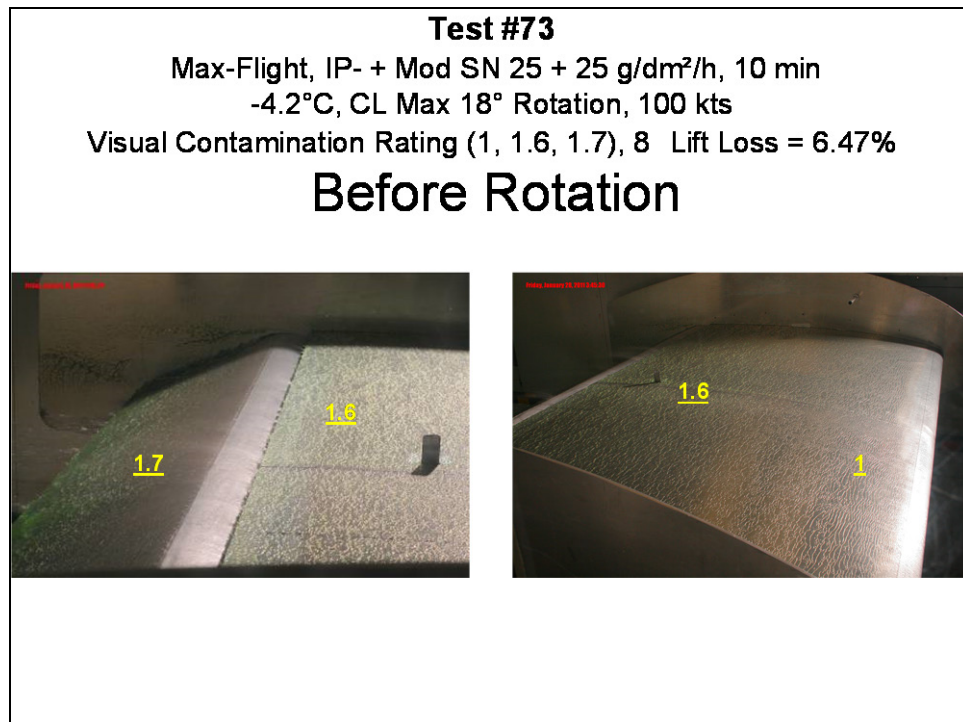 Test #73
Max-Flight, IP- + Mod SN 25 + 25 g/dm²/h, 10 min
-4.2°C, CL Max 18° Rotation, 100 kts
Visual Contamination Rating (1, 1.6, 1.7), 8 Lift Loss = 6.47%
Before Rotation
1.7
1.6
1.6
1